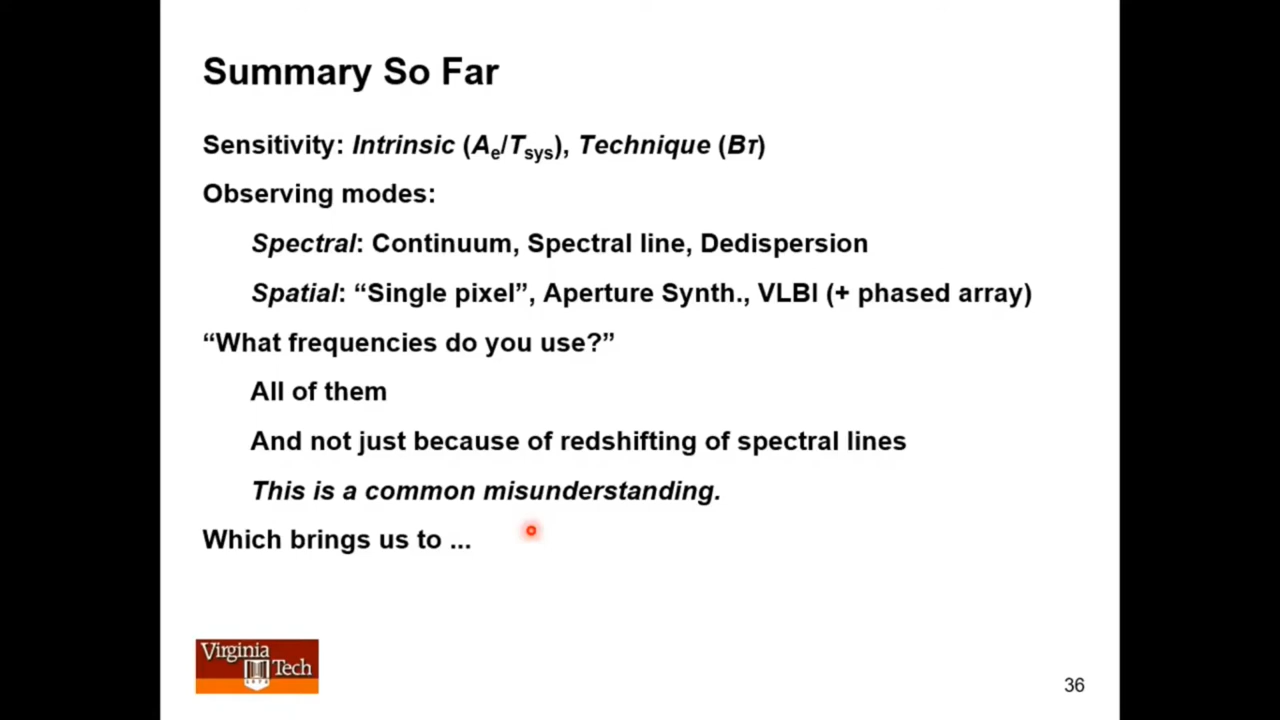 Summary So Far
Sensitivity: Intrinsic (Ae/Tsys), Technique (Bτ)
Observing modes:
Spectral: Continuum, Spectral line, Dedispersion
Spatial: “Single pixel”, Aperture Synth., VLBI (+ phased array)
“What frequencies do you use?”
All of them
And not just because of redshifting of spectral lines
This is a common misunderstanding.
Which brings us to ...
Virginia
Tech
1872
36